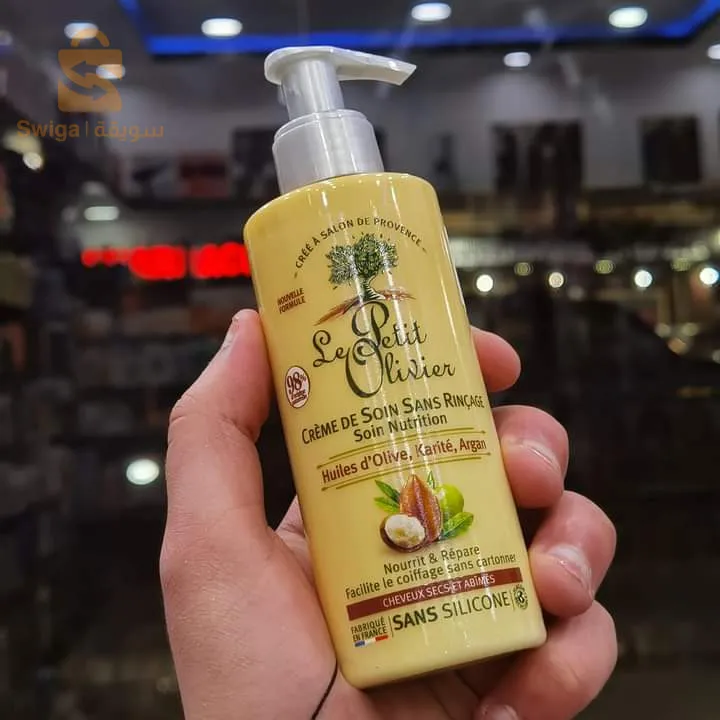 Swiga | سويقة
CRÉÉ À SALON DE PROVENCE
NOUVELLE
FORMULE
Le Petit
Olivier
98%
CRÈME DE SOIN SANS RINÇAGE
Soin Nutrition
Huiles d'Olive, Karité, Argan
Nourrit & Répare
Facilite le coiffage sans cartonner
CHEVEUX SECS ET ABÎMÉS
FABRIQUÉ
EN FRANCE
SANS SILICONE